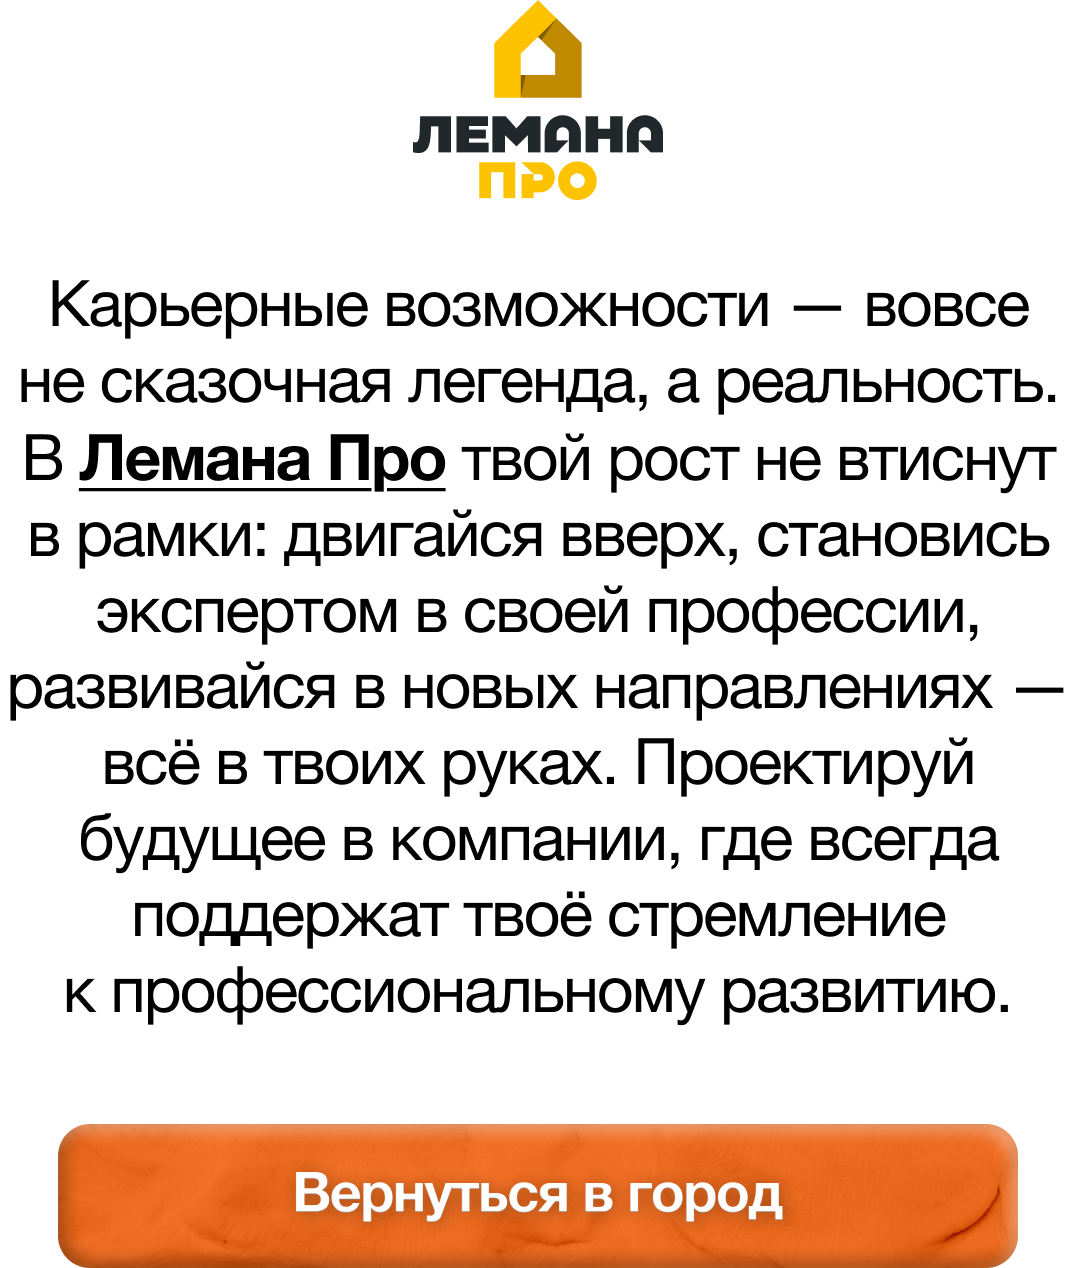 ЛЕМАНА
ПРО
Карьерные возможности — вовсе
не сказочная легенда, а реальность.
В Лемана Про твой рост не втиснут
в рамки: двигайся вверх, становись
экспертом в своей профессии,
развивайся в новых направлениях —
всё в твоих руках. Проектируй
будущее в компании, где всегда
поддержат твоё стремление
к профессиональному развитию.
Вернуться в город